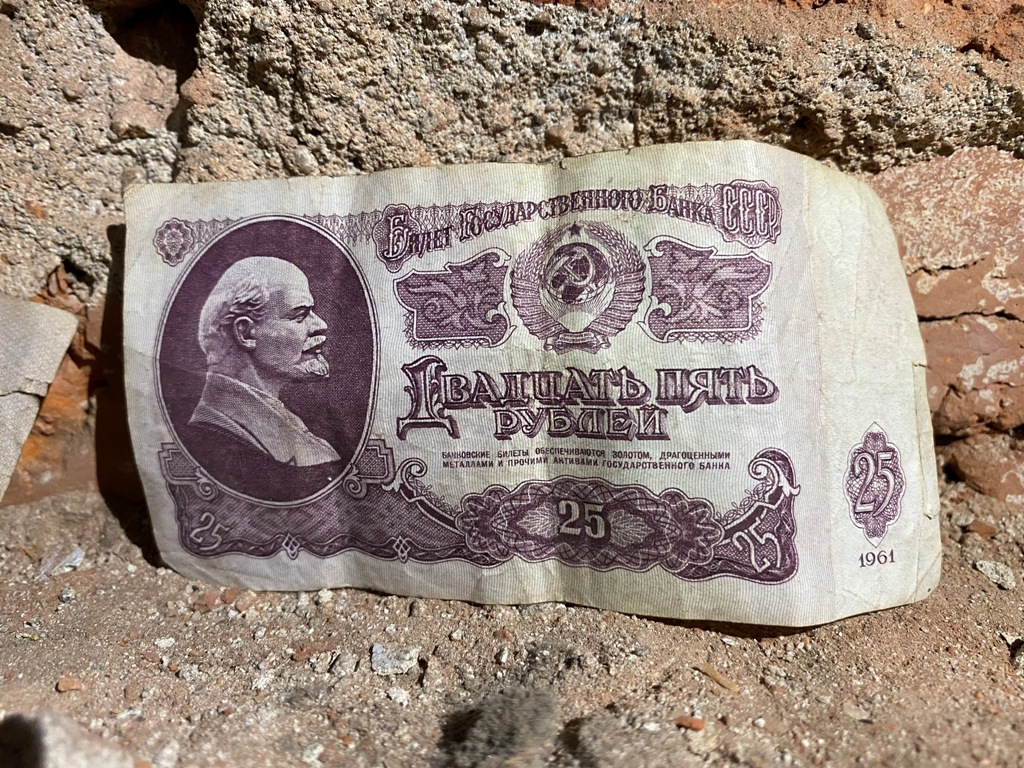 Билет Государственного Банка СССР
Двадцать пять
рублей
БАНКОВСКИЕ БИЛЕТЫ ОБЕСПЕЧИВАЮТСЯ ЗОЛОТОМ, ДРАГОЦЕННЫМИ
МЕТАЛЛАМИ И ПРОЧИМИ АКТИВАМИ ГОСУДАРСТВЕННОГО БАНКА
25
25
25
25
1961